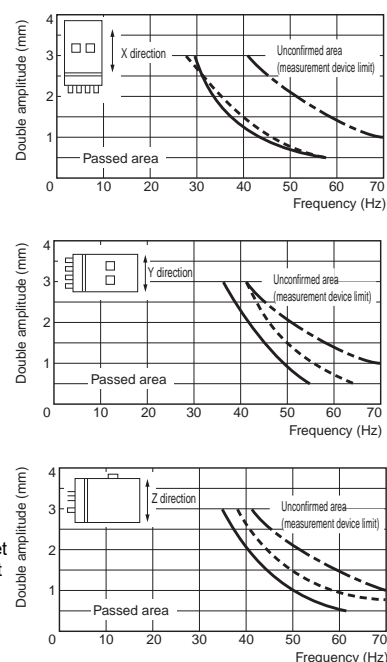 Double amplitude (mm)
4
3
2
1
0
X direction
Unconfirmed area
(measurement device limit)
Passed area
10 20 30 40 50 60 70
Frequency (Hz)
Double amplitude (mm)
4
3
2
1
0
Y direction
Unconfirmed area
(measurement device limit)
Passed area
10 20 30 40 50 60 70
Frequency (Hz)
et
t
Double amplitude (mm)
4
3
2
1
0
Z direction
Unconfirmed area
(measurement device limit)
Passed area
10 20 30 40 50 60 70
Frequency (Hz)